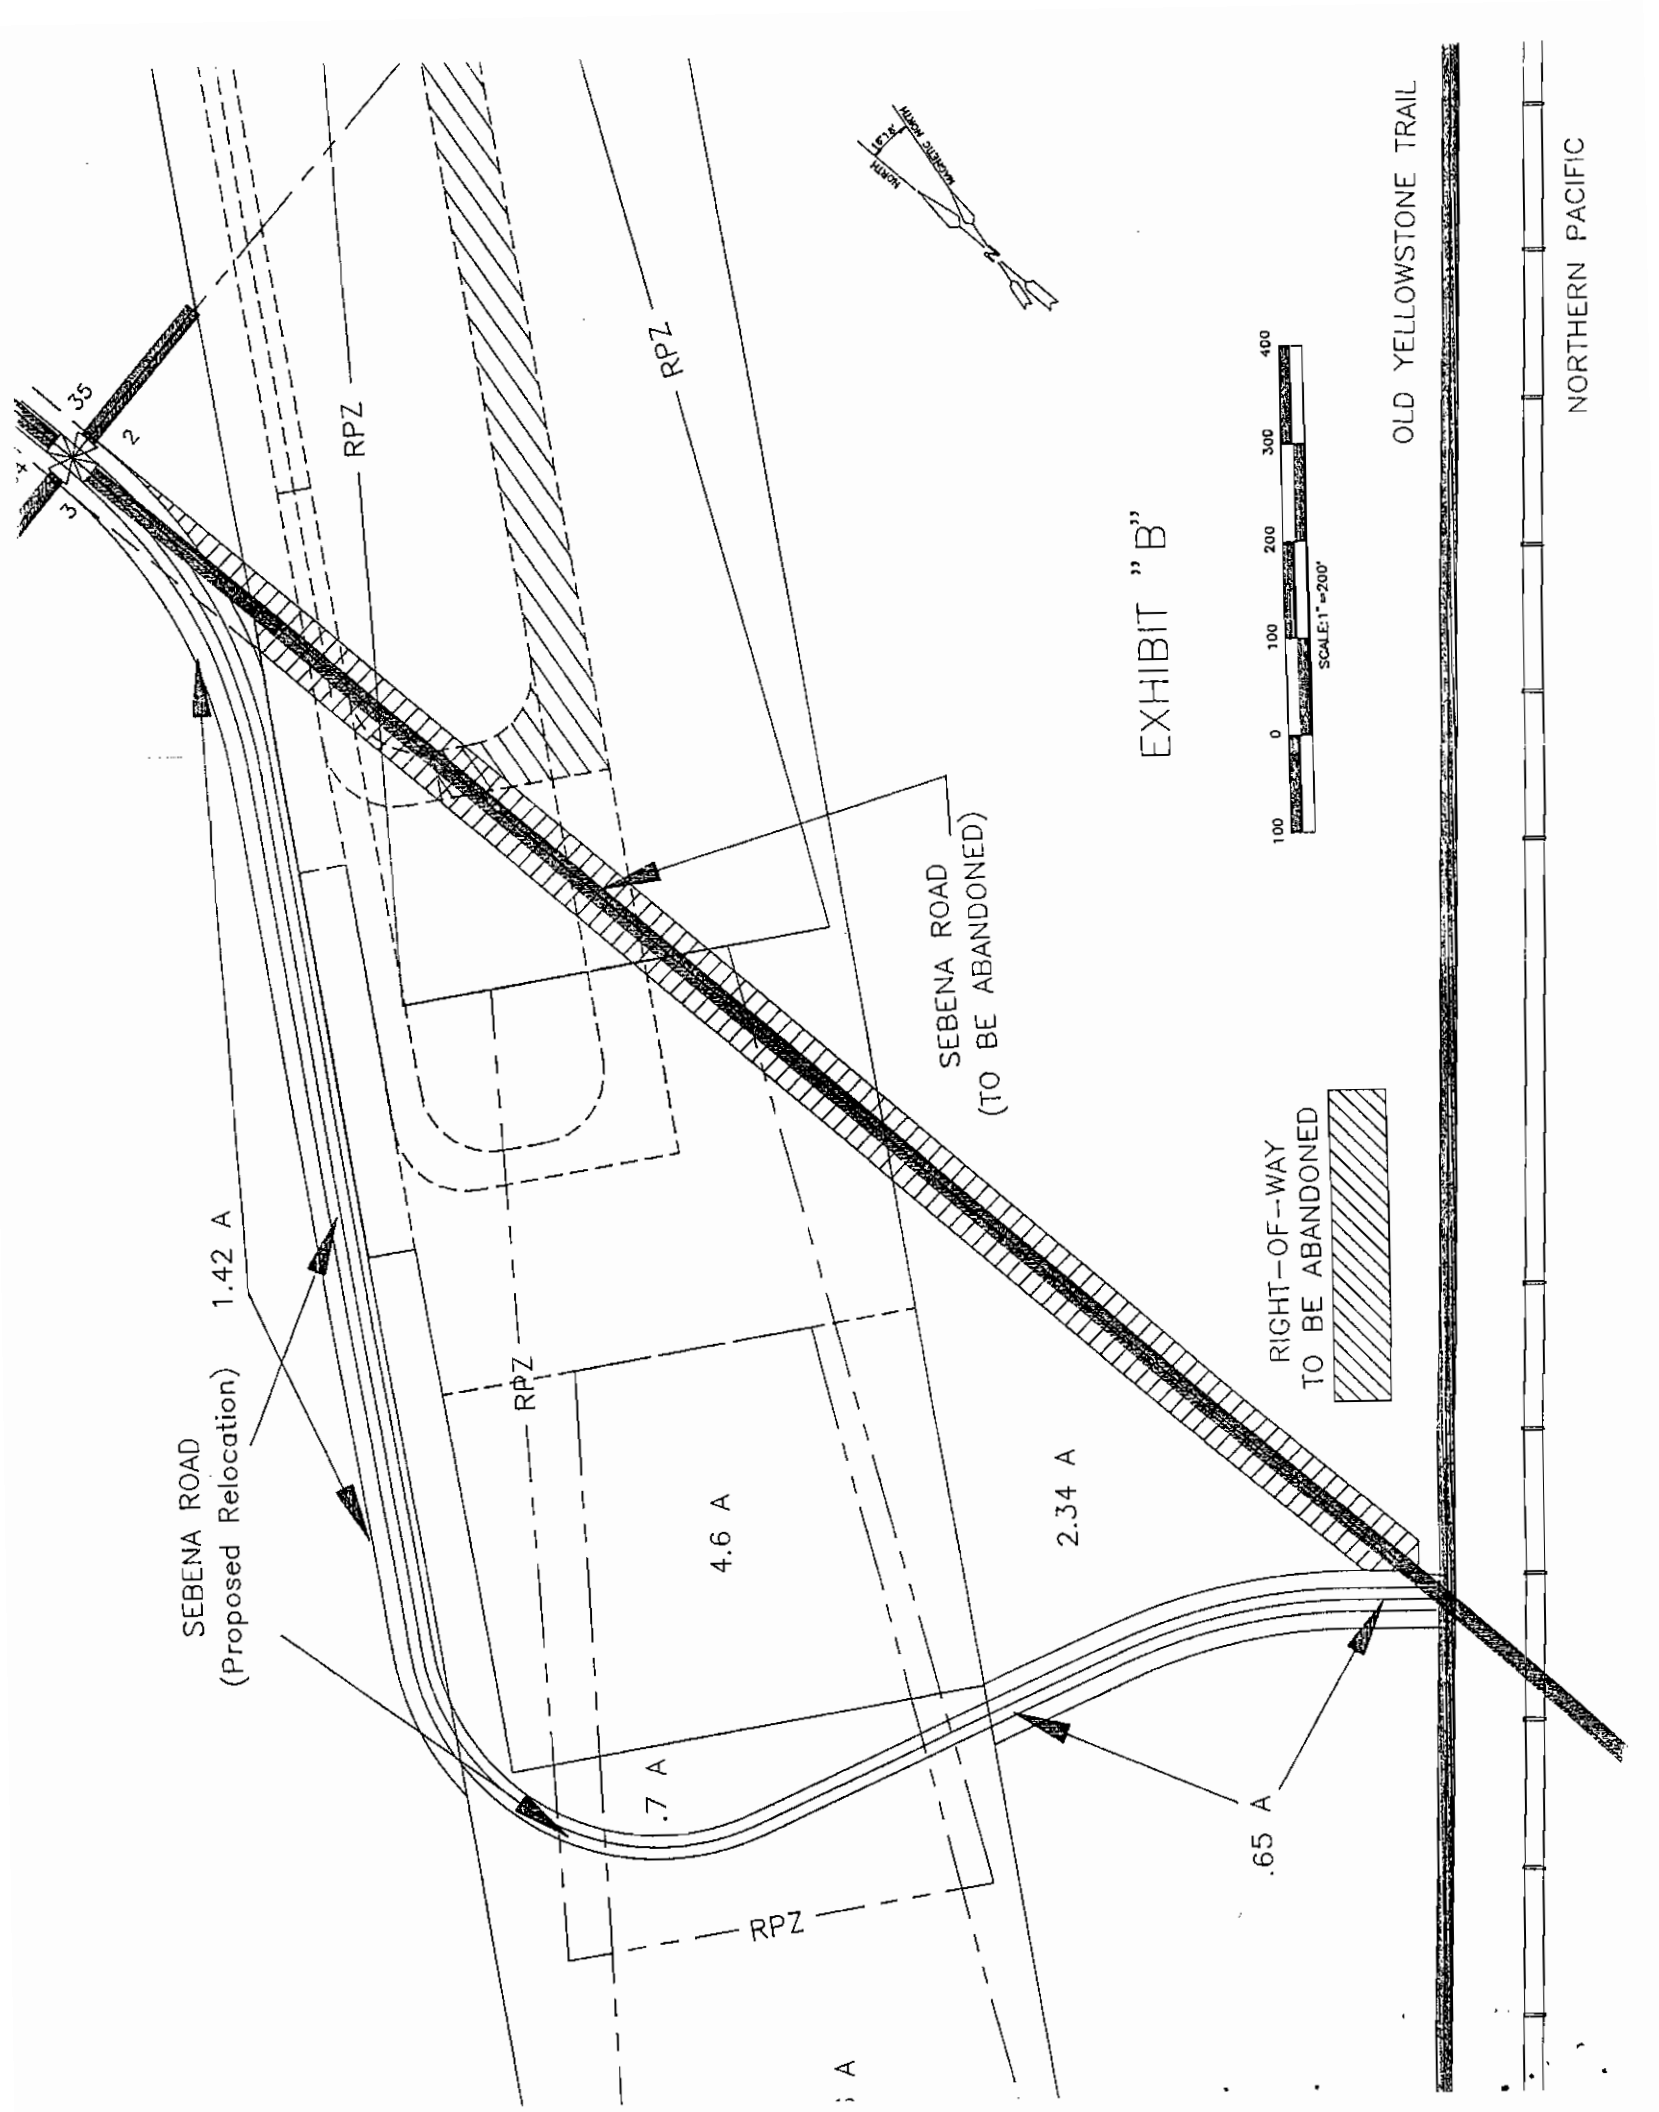 SEBENA ROAD
(Proposed Relocation)
1.42 A
3
2
35
RPZ
RPZ
RPZ
RPZ
4.6 A
.7 A
2.34 A
.65 A
A
SEBENA ROAD
(TO BE ABANDONED)
NORTH
MAGNETIC NORTH
EXHIBIT "B"
100 0 100 200 300 400
SCALE: 1"=200'
RIGHT-OF-WAY
TO BE ABANDONED
OLD YELLOWSTONE TRAIL
NORTHERN PACIFIC